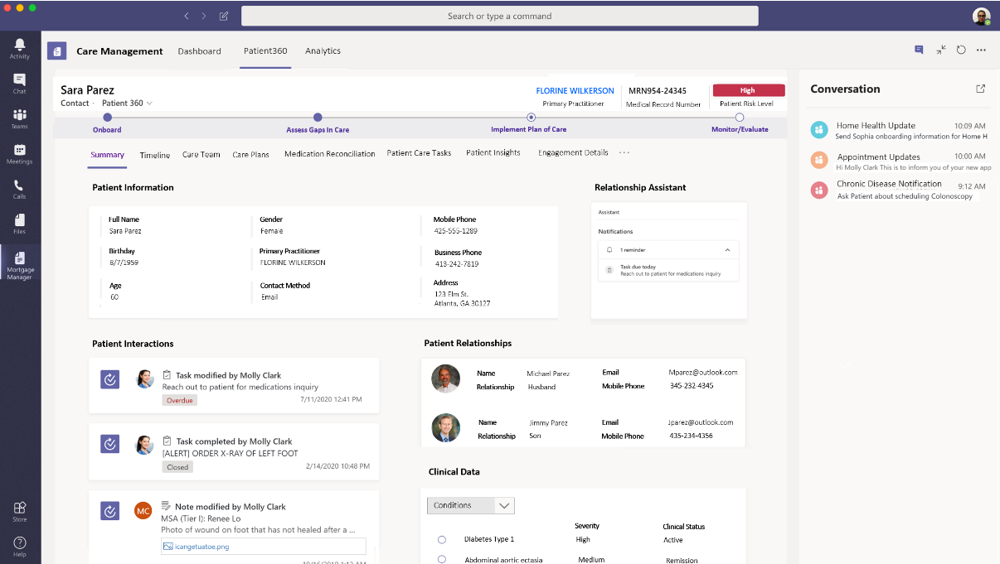 Search or type a command
Activity
Chat
Teams
Meetings
Calls
Files
Mortgage
Manager
Store
Help
Care Management
Dashboard
Patient360
Analytics
Sara Parez
Contact · Patient 360
FLORINE WILKERSON
Primary Practitioner
MRN954-24345
Medical Record Number
High
Patient Risk Level
Onboard
Assess Gaps In Care
Implement Plan of Care
Monitor/Evaluate
Summary
Timeline
Care Team
Care Plans
Medication Reconciliation
Patient Care Tasks
Patient Insights
Engagement Details
...
Patient Information
Full Name
Sara Parez
Gender
Female
Mobile Phone
425-555-1289
Birthday
8/7/1959
Primary Practitioner
FLORINE WILKERSON
Business Phone
413-242-7819
Age
60
Contact Method
Email
Address
123 Elm St.
Atlanta, GA 30127
Relationship Assistant
Assistant
Notifications
1 reminder
Task due today
Reach out to patient for medications inquiry
Patient Interactions
Task modified by Molly Clark
Reach out to patient for medications inquiry
Overdue
7/11/2020 12:41 PM
Task completed by Molly Clark
[ALERT] ORDER X-RAY OF LEFT FOOT
Closed
2/14/2020 10:48 PM
MC
Note modified by Molly Clark
MSA (Tier I): Renee Lo
Photo of wound on foot that has not healed after a ...
icangetuatoe.png
Patient Relationships
Name Michael Parez Email Mparez@outlook.com
Relationship Husband Mobile Phone 345-232-4345
Name Jimmy Parez Email Jparez@outlook.com
Relationship Son Mobile Phone 435-234-4356
Clinical Data
Conditions
Severity Clinical Status
Diabetes Type 1 High Active
Abdominal aortic ectasia Medium Remission
Conversation
Home Health Update 10:09 AM
Send Sophia onboarding information for Home H
Appointment Updates 10:00 AM
Hi Molly Clark This is to inform you of your new app
Chronic Disease Notification 9:12 AM
Ask Patient about scheduling Colonoscopy